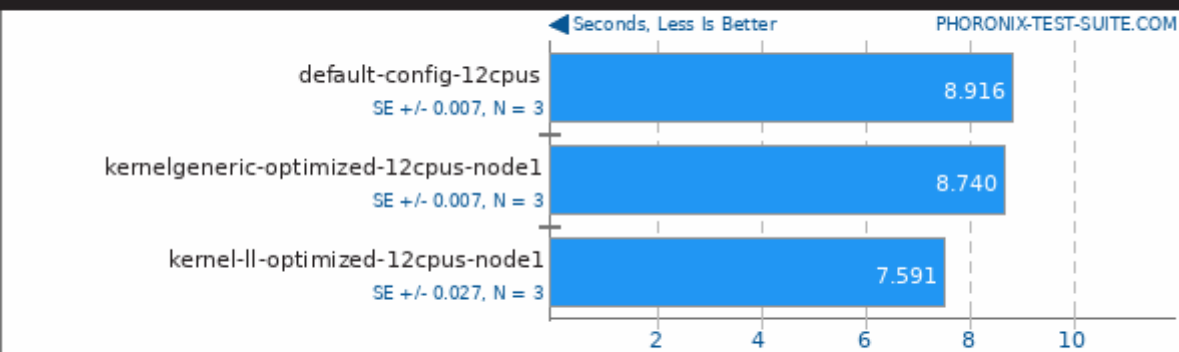 Seconds, Less Is Better PHORONIX-TEST-SUITE.COM
default-config-12cpus
SE +/- 0.007, N = 3
8.916
kernelgeneric-optimized-12cpus-node1
SE +/- 0.007, N = 3
8.740
kernel-ll-optimized-12cpus-node1
SE +/- 0.027, N = 3
7.591
2 4 6 8 10